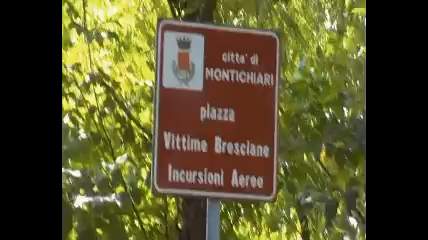 citta' di
MONTICHIARI
piazza
Vittime Bresciane
Incursioni Aeree